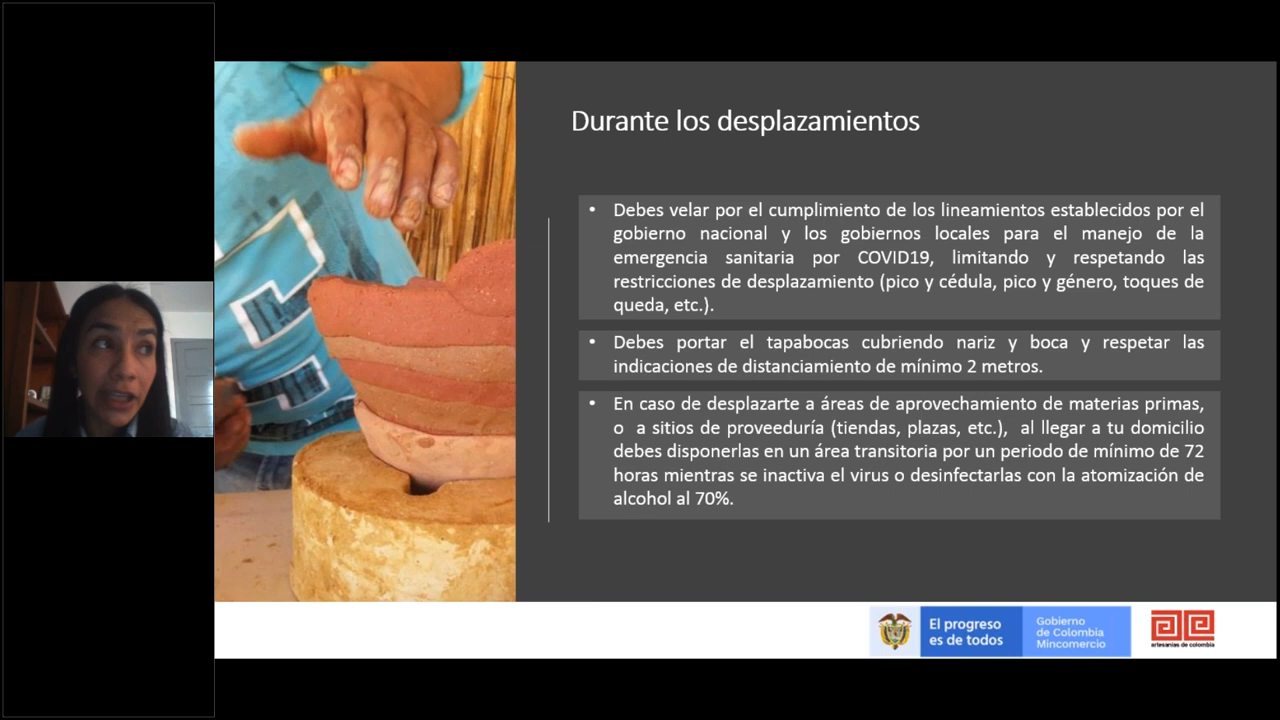 Durante los desplazamientos
• Debes velar por el cumplimiento de los lineamientos establecidos por el
gobierno nacional y los gobiernos locales para el manejo de la
emergencia sanitaria por COVID19, limitando y respetando las
restricciones de desplazamiento (pico y cédula, pico y género, toques de
queda, etc.).
• Debes portar el tapabocas cubriendo nariz y boca y respetar las
indicaciones de distanciamiento de mínimo 2 metros.
• En caso de desplazarte a áreas de aprovechamiento de materias primas,
o a sitios de proveeduría (tiendas, plazas, etc.), al llegar a tu domicilio
debes disponerlas en un área transitoria por un periodo de mínimo de 72
horas mientras se inactiva el virus o desinfectarlas con la atomización de
alcohol al 70%.
El progreso
es de todos
Gobierno
de Colombia
Mincomercio
artesanías de colombia